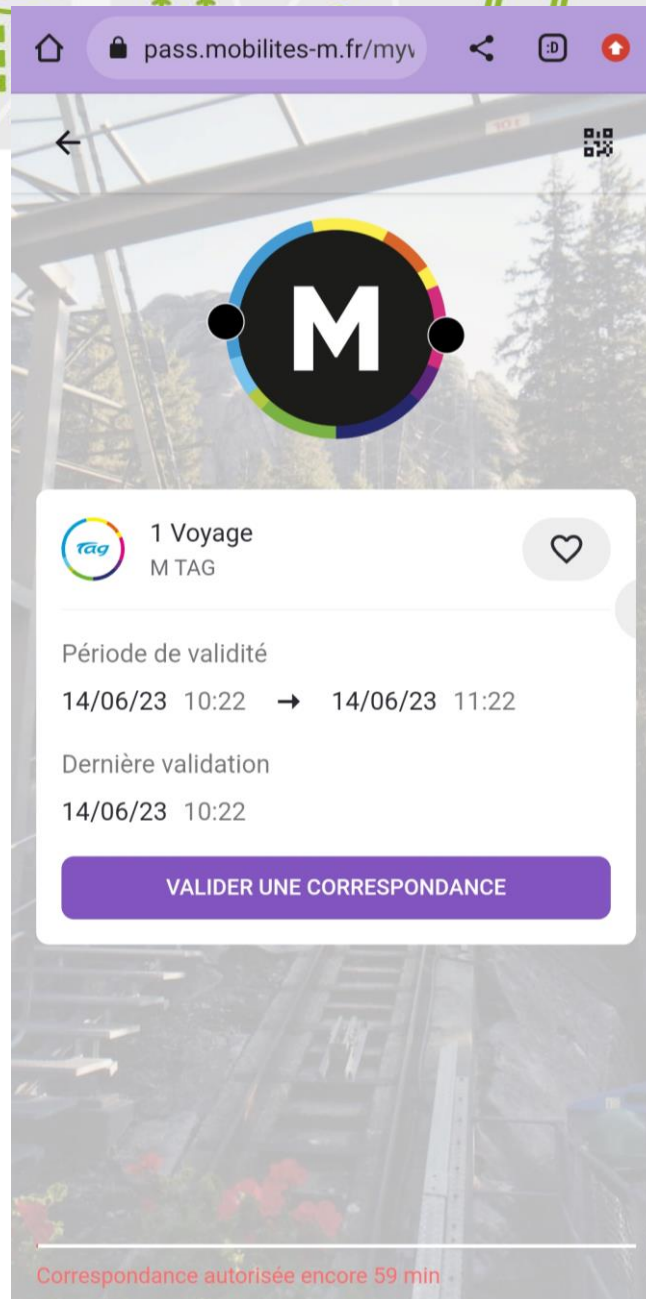 pass.mobilites-m.fr/my
:D
M
Tag
1 Voyage
M TAG
Période de validité
14/06/23 10:22 → 14/06/23 11:22
Dernière validation
14/06/23 10:22
VALIDER UNE CORRESPONDANCE
Correspondance autorisée encore 59 min